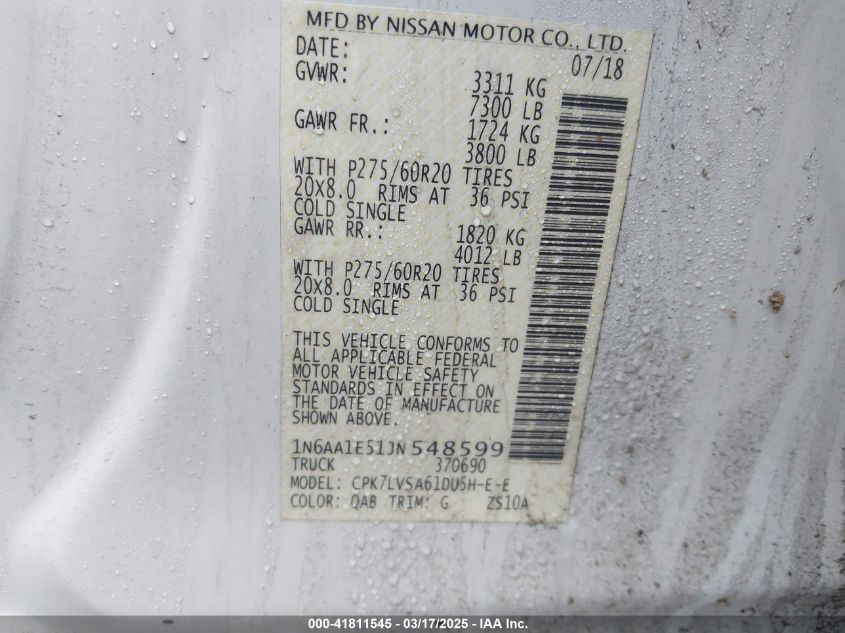 MFD BY NISSAN MOTOR CO., LTD.
DATE: 07/18
GVWR: 3311 KG
7300 LB
GAWR FR.: 1724 KG
3800 LB
WITH P275/60R20 TIRES
20X8.0 RIMS AT 36 PSI
COLD SINGLE
GAWR RR.: 1820 KG
4012 LB
WITH P275/60R20 TIRES
20X8.0 RIMS AT 36 PSI
COLD SINGLE
THIS VEHICLE CONFORMS TO
ALL APPLICABLE FEDERAL
MOTOR VEHICLE SAFETY
STANDARDS IN EFFECT ON
THE DATE OF MANUFACTURE
SHOWN ABOVE.
1N6AA1E51JN548599
TRUCK 370690
MODEL: CPK7LVSA61DU5H-E-E
COLOR: QAB TRIM: G ZS10A
000-41811545 - 03/17/2025 - IAA, Inc.